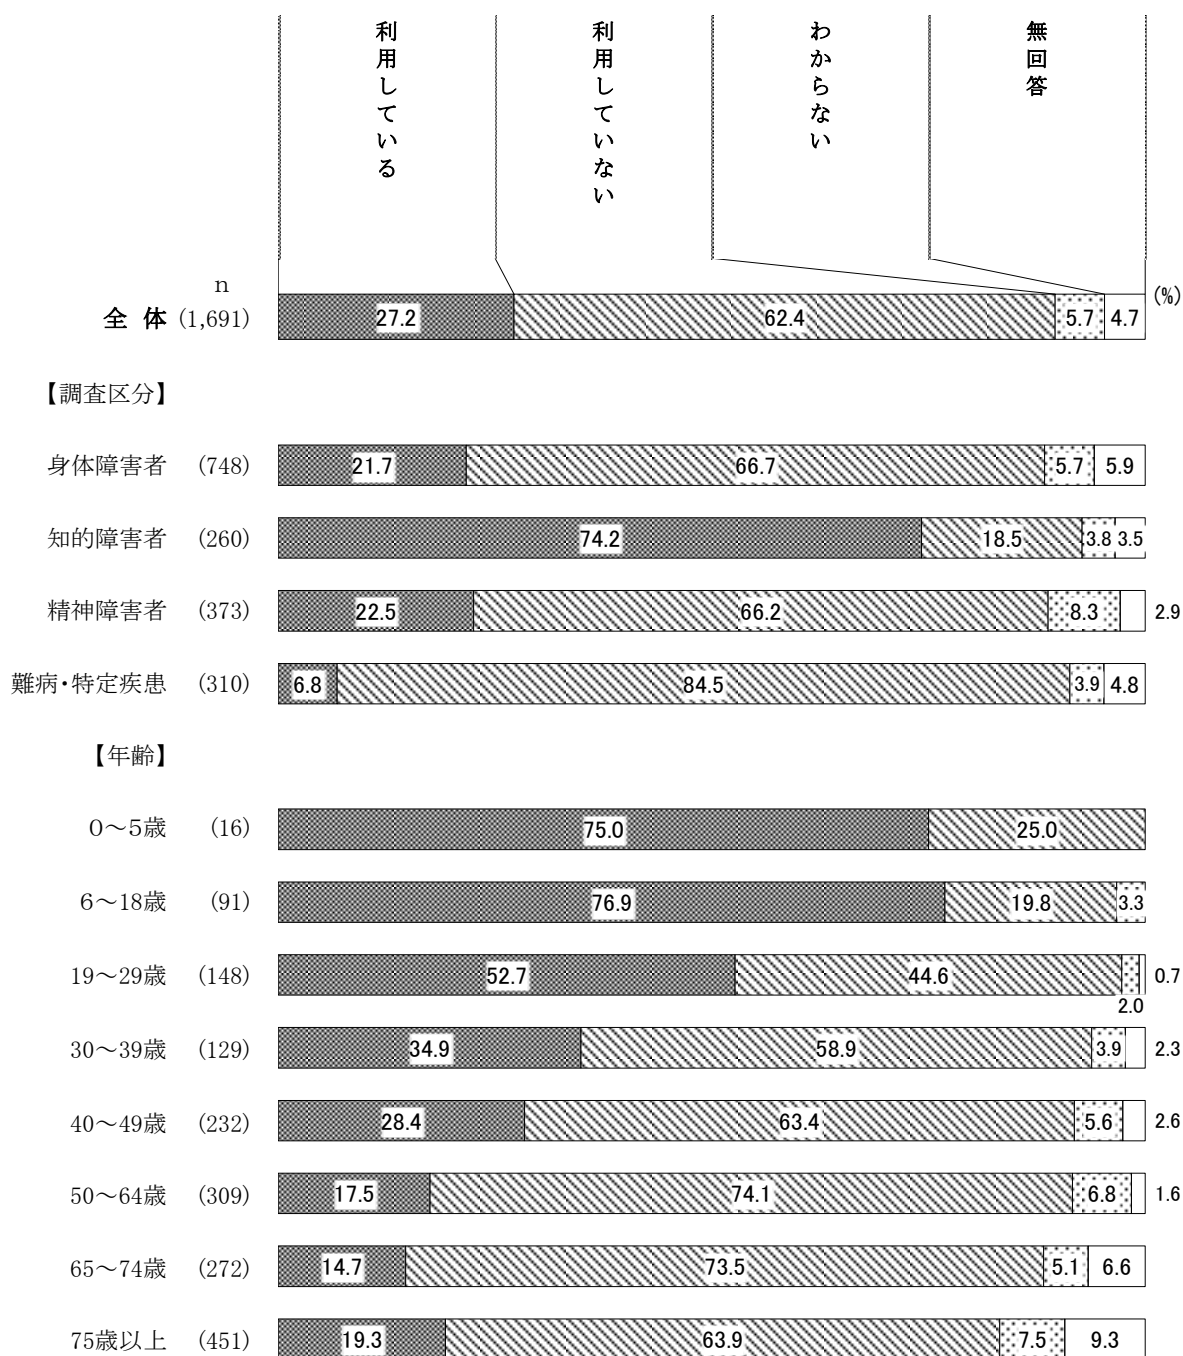 利用している
利用していない
わからない
無回答
n
(%)
全 体 (1,691) 27.2 62.4 5.7 4.7
【調査区分】
身体障害者 (748) 21.7 66.7 5.7 5.9
知的障害者 (260) 74.2 18.5 3.8 3.5
精神障害者 (373) 22.5 66.2 8.3 2.9
難病・特定疾患 (310) 6.8 84.5 3.9 4.8
【年齢】
0～5歳 (16) 75.0 25.0
6～18歳 (91) 76.9 19.8 3.3
19～29歳 (148) 52.7 44.6 2.0 0.7
30～39歳 (129) 34.9 58.9 3.9 2.3
40～49歳 (232) 28.4 63.4 5.6 2.6
50～64歳 (309) 17.5 74.1 6.8 1.6
65～74歳 (272) 14.7 73.5 5.1 6.6
75歳以上 (451) 19.3 63.9 7.5 9.3